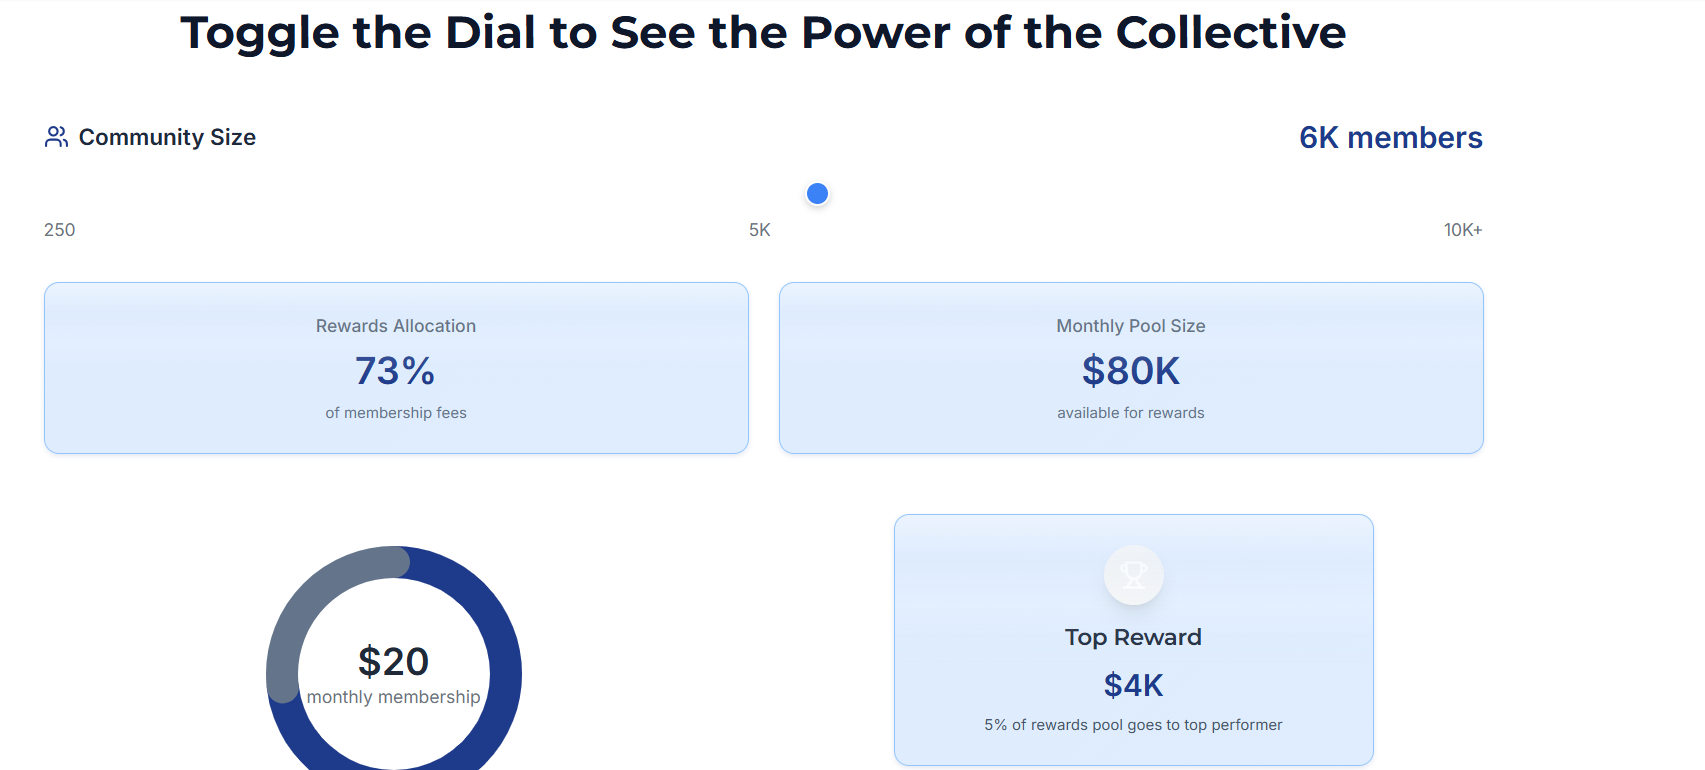 Toggle the Dial to See the Power of the Collective
Community Size
6K members
250
5K
10K+
Rewards Allocation
73%
of membership fees
Monthly Pool Size
$80K
available for rewards
$20
monthly membership
Top Reward
$4K
5% of rewards pool goes to top performer